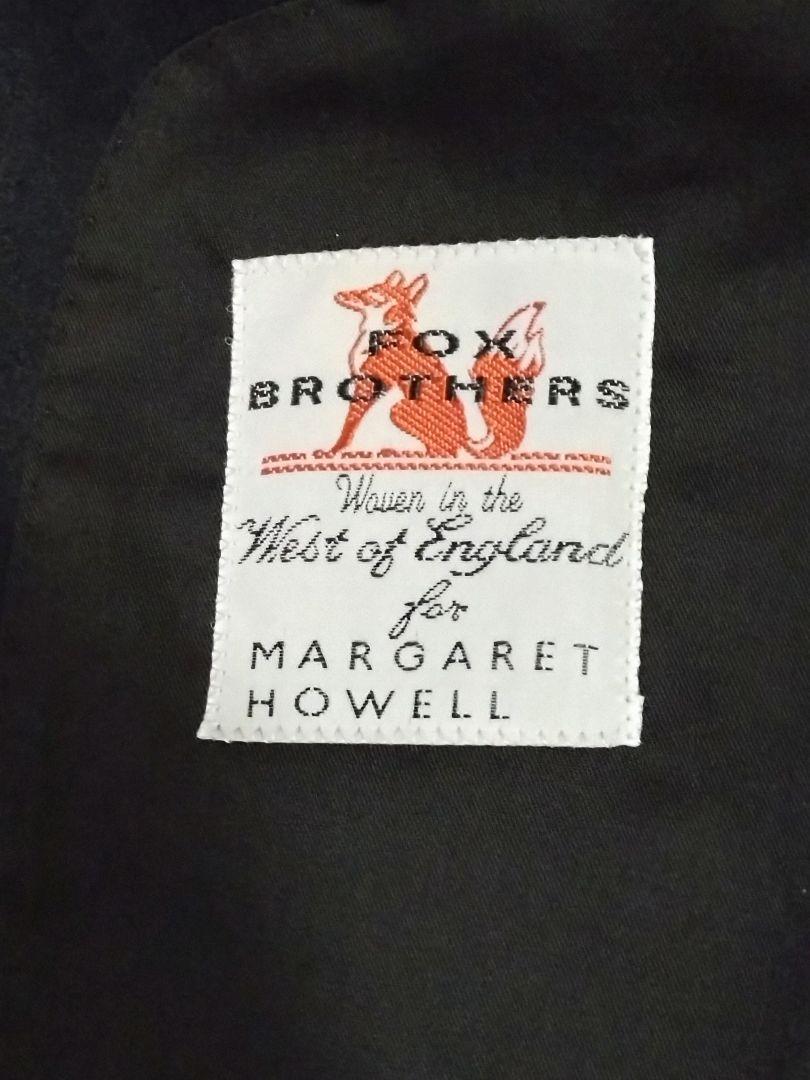 FOX
BROTHERS
Woven in the
West of England
for
MARGARET
HOWELL